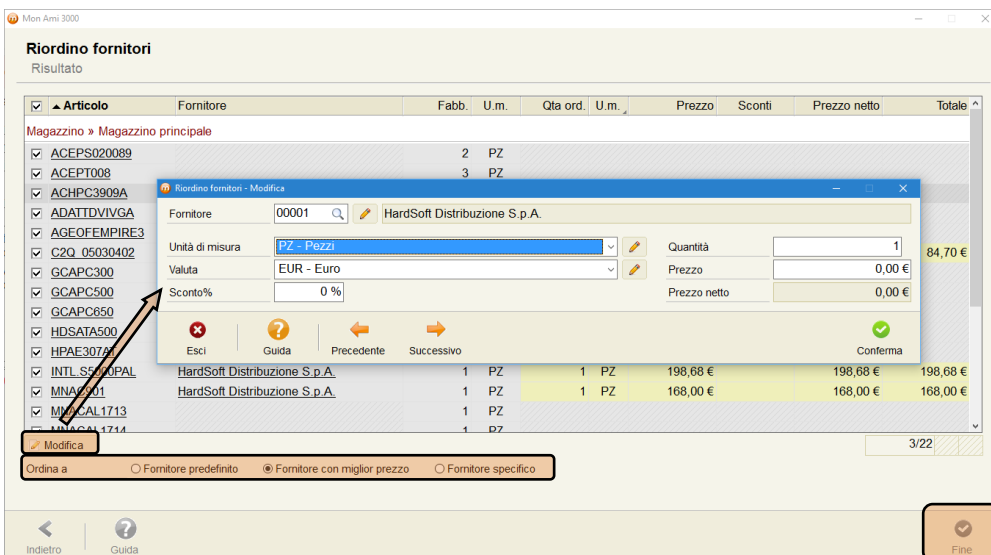 Mon Ami 3000
Riordino fornitori
Risultato
Articolo Fornitore Fabb. U.m. Qta ord. U.m. Prezzo Sconti Prezzo netto Totale
Magazzino » Magazzino principale
ACEPS020089 2 PZ
ACEPT008 3 PZ
ACHPC3909A
ADATTDVIVGA
AGEOFEMPIRE3
C2Q_05030402 84,70 €
GCAPC300
GCAPC500
GCAPC650
HDSATA500
HPAE307AT
Riordino fornitori - Modifica
Fornitore 00001 HardSoft Distribuzione S.p.A.
Unità di misura PZ - Pezzi Quantità 1
Valuta EUR - Euro Prezzo 0,00 €
Sconto% 0 % Prezzo netto 0,00 €
Esci Guida Precedente Successivo Conferma
INTL.S5000PAL HardSoft Distribuzione S.p.A. 1 PZ 1 PZ 198,68 € 198,68 € 198,68 €
MNAC901 HardSoft Distribuzione S.p.A. 1 PZ 1 PZ 168,00 € 168,00 € 168,00 €
MNACAL1713 1 PZ
MNACAL1714 1 PZ
Modifica 3/22
Ordina a Fornitore predefinito Fornitore con miglior prezzo Fornitore specifico
Indietro Guida Fine